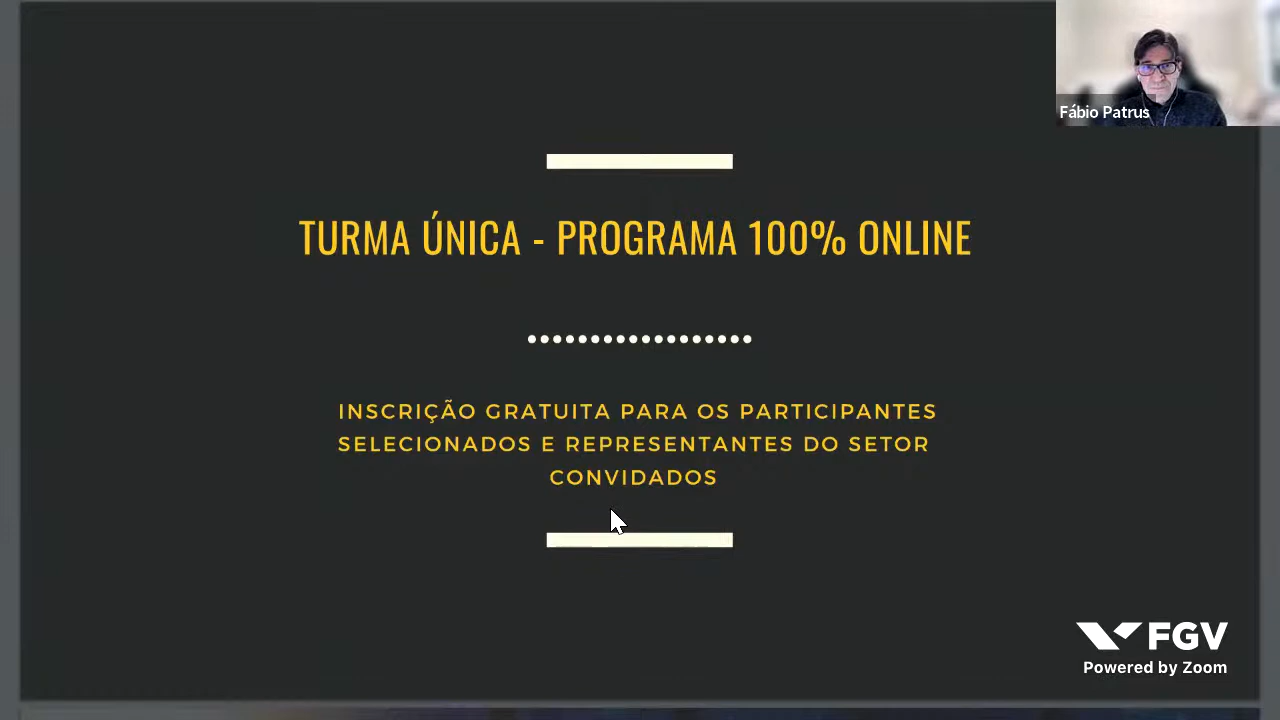 Fábio Patrus
TURMA ÚNICA - PROGRAMA 100% ONLINE
INSCRIÇÃO GRATUITA PARA OS PARTICIPANTES
SELECIONADOS E REPRESENTANTES DO SETOR
CONVIDADOS
FGV
Powered by Zoom